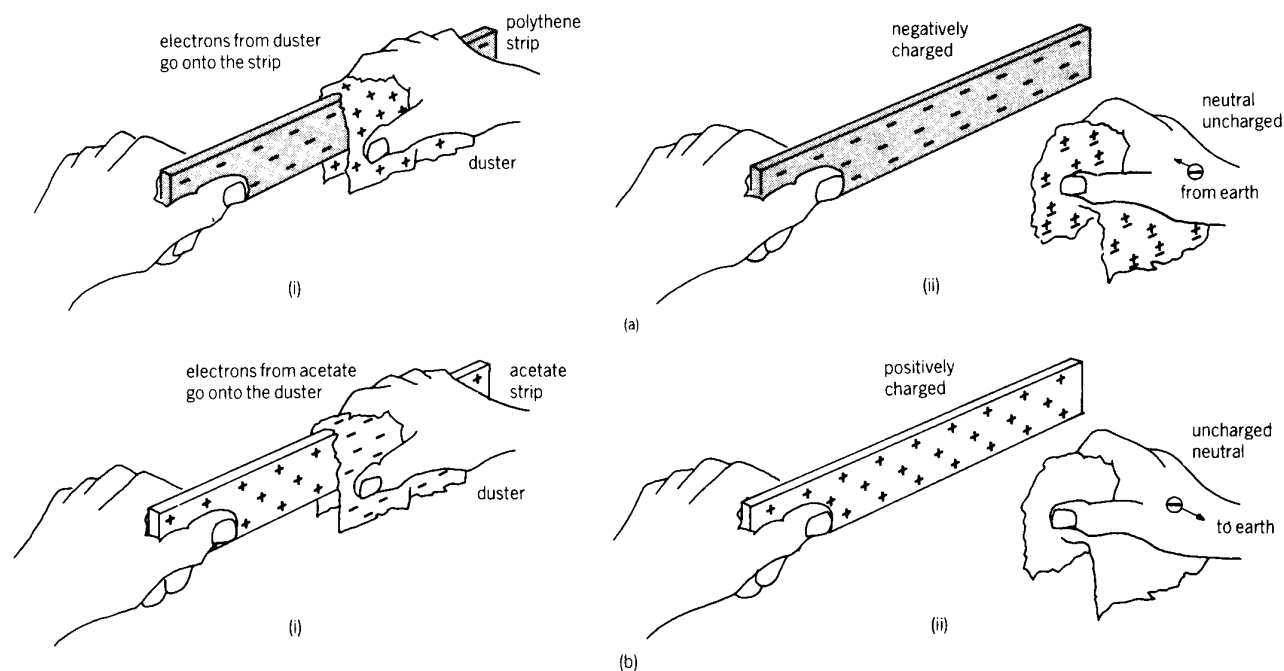 electrons from duster
go onto the strip
polythene
strip
duster
(i)
negatively
charged
neutral
uncharged
from earth
(ii)
(a)
electrons from acetate
go onto the duster
acetate
strip
duster
(i)
positively
charged
uncharged
neutral
to earth
(ii)
(b)